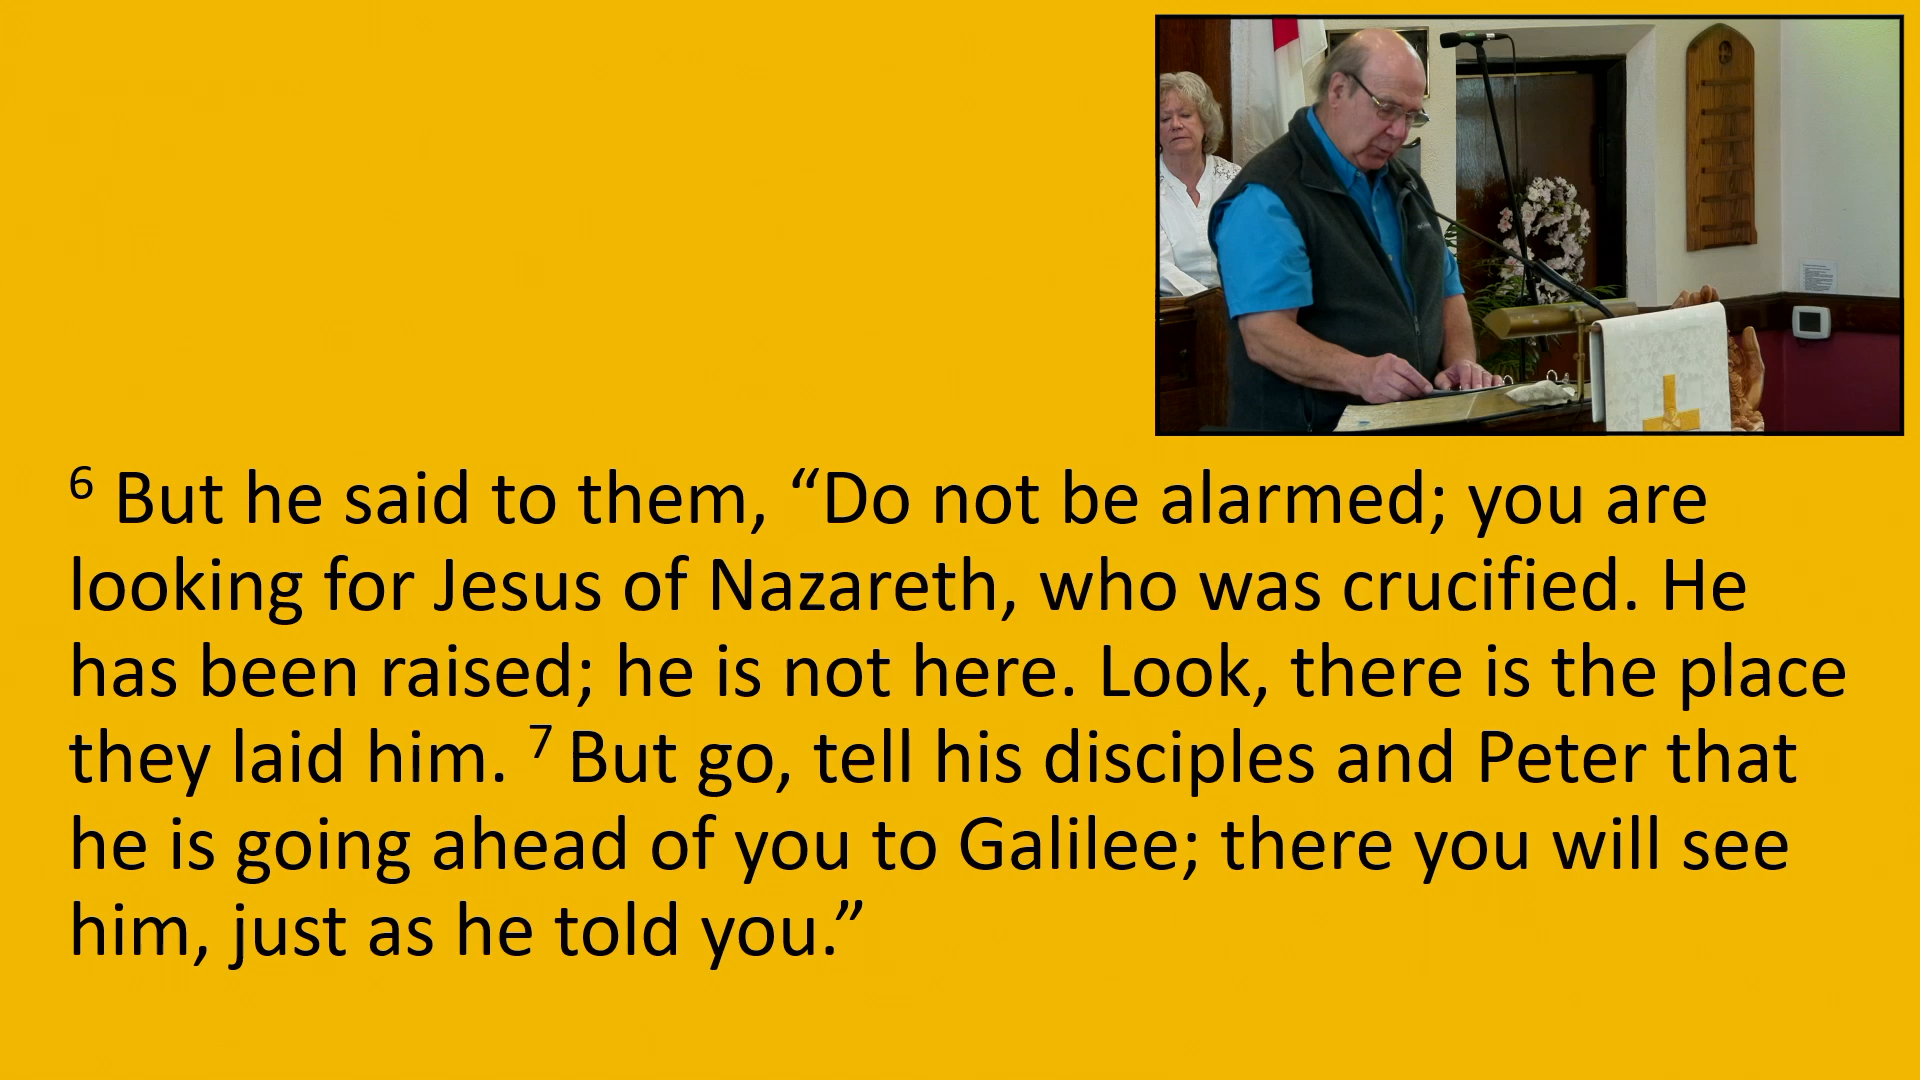 ⁶ But he said to them, “Do not be alarmed; you are
looking for Jesus of Nazareth, who was crucified. He
has been raised; he is not here. Look, there is the place
they laid him. ⁷ But go, tell his disciples and Peter that
he is going ahead of you to Galilee; there you will see
him, just as he told you.”